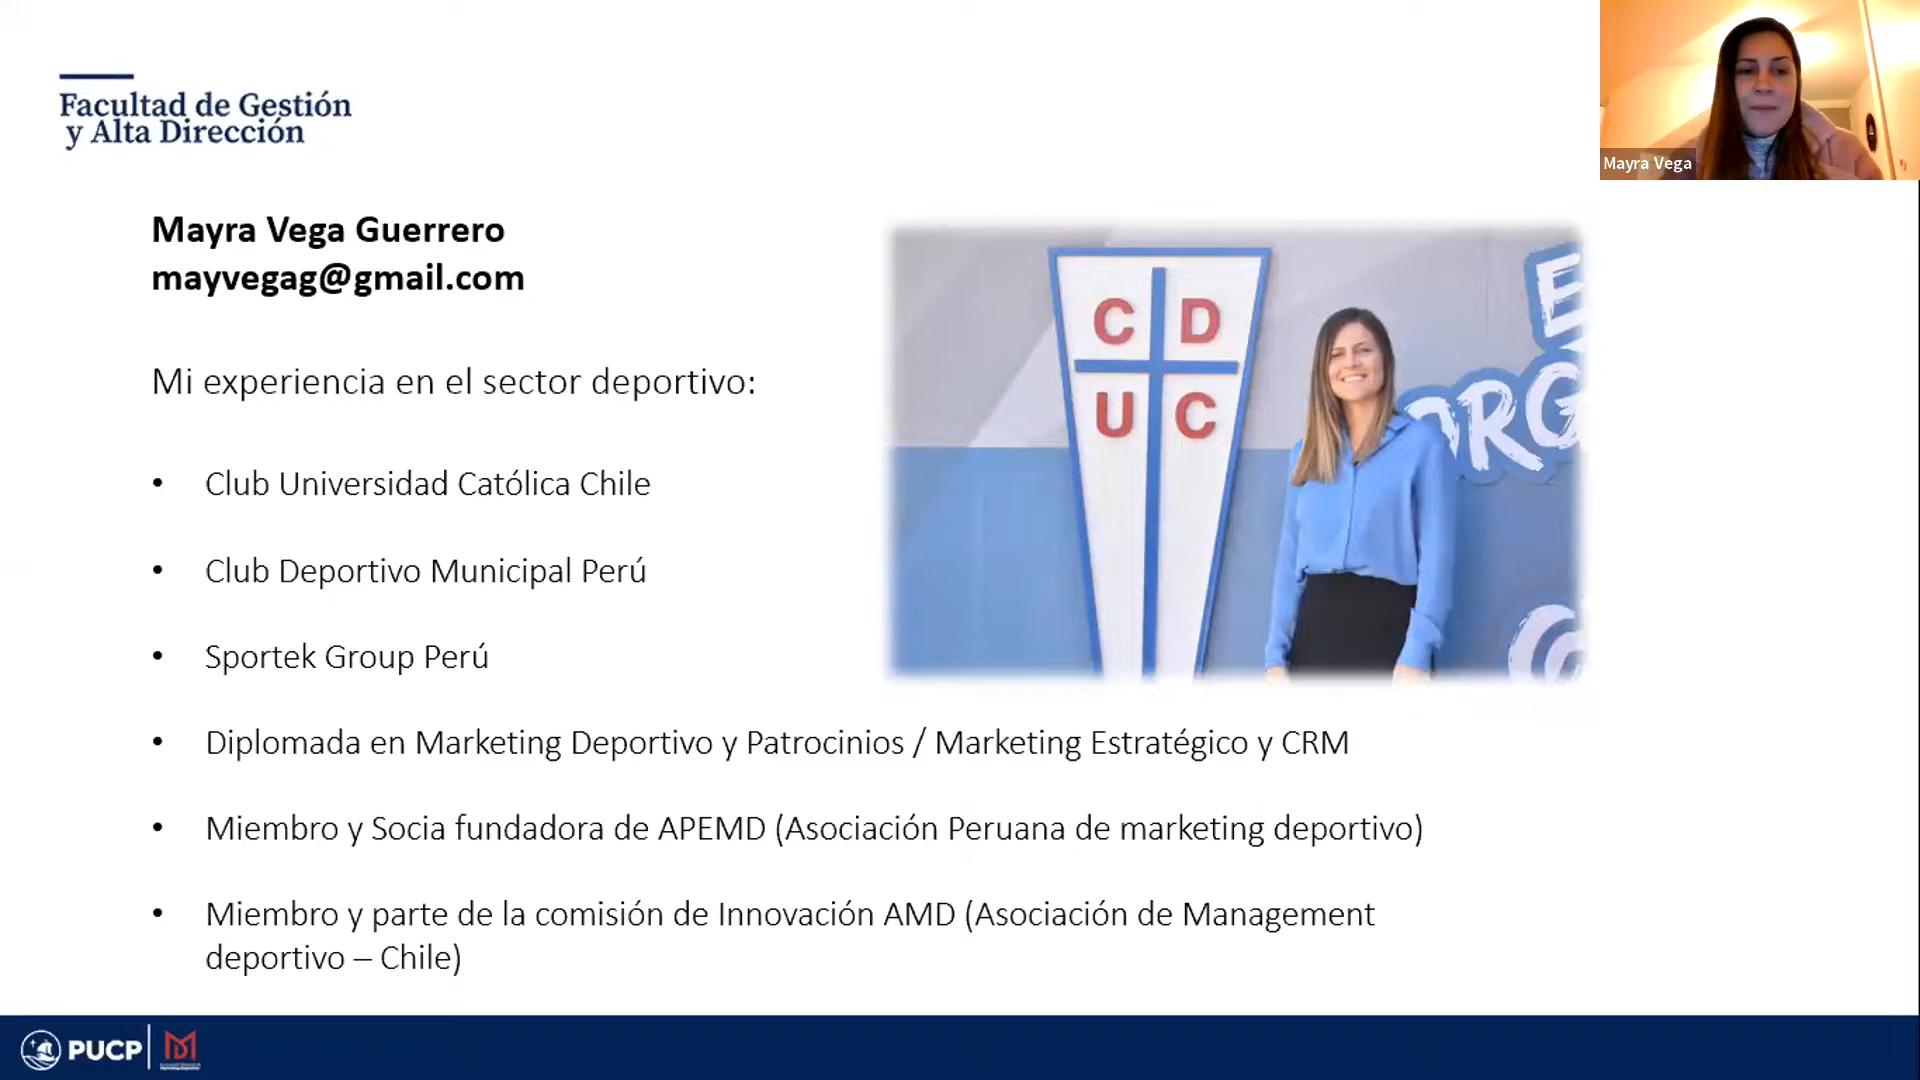 Facultad de Gestión
y Alta Dirección
Mayra Vega
Mayra Vega Guerrero
mayvegag@gmail.com
Mi experiencia en el sector deportivo:
• Club Universidad Católica Chile
• Club Deportivo Municipal Perú
• Sportek Group Perú
C D
U C
ORG
• Diplomada en Marketing Deportivo y Patrocinios / Marketing Estratégico y CRM
• Miembro y Socia fundadora de APEMD (Asociación Peruana de marketing deportivo)
• Miembro y parte de la comisión de Innovación AMD (Asociación de Management
deportivo – Chile)
PUCP